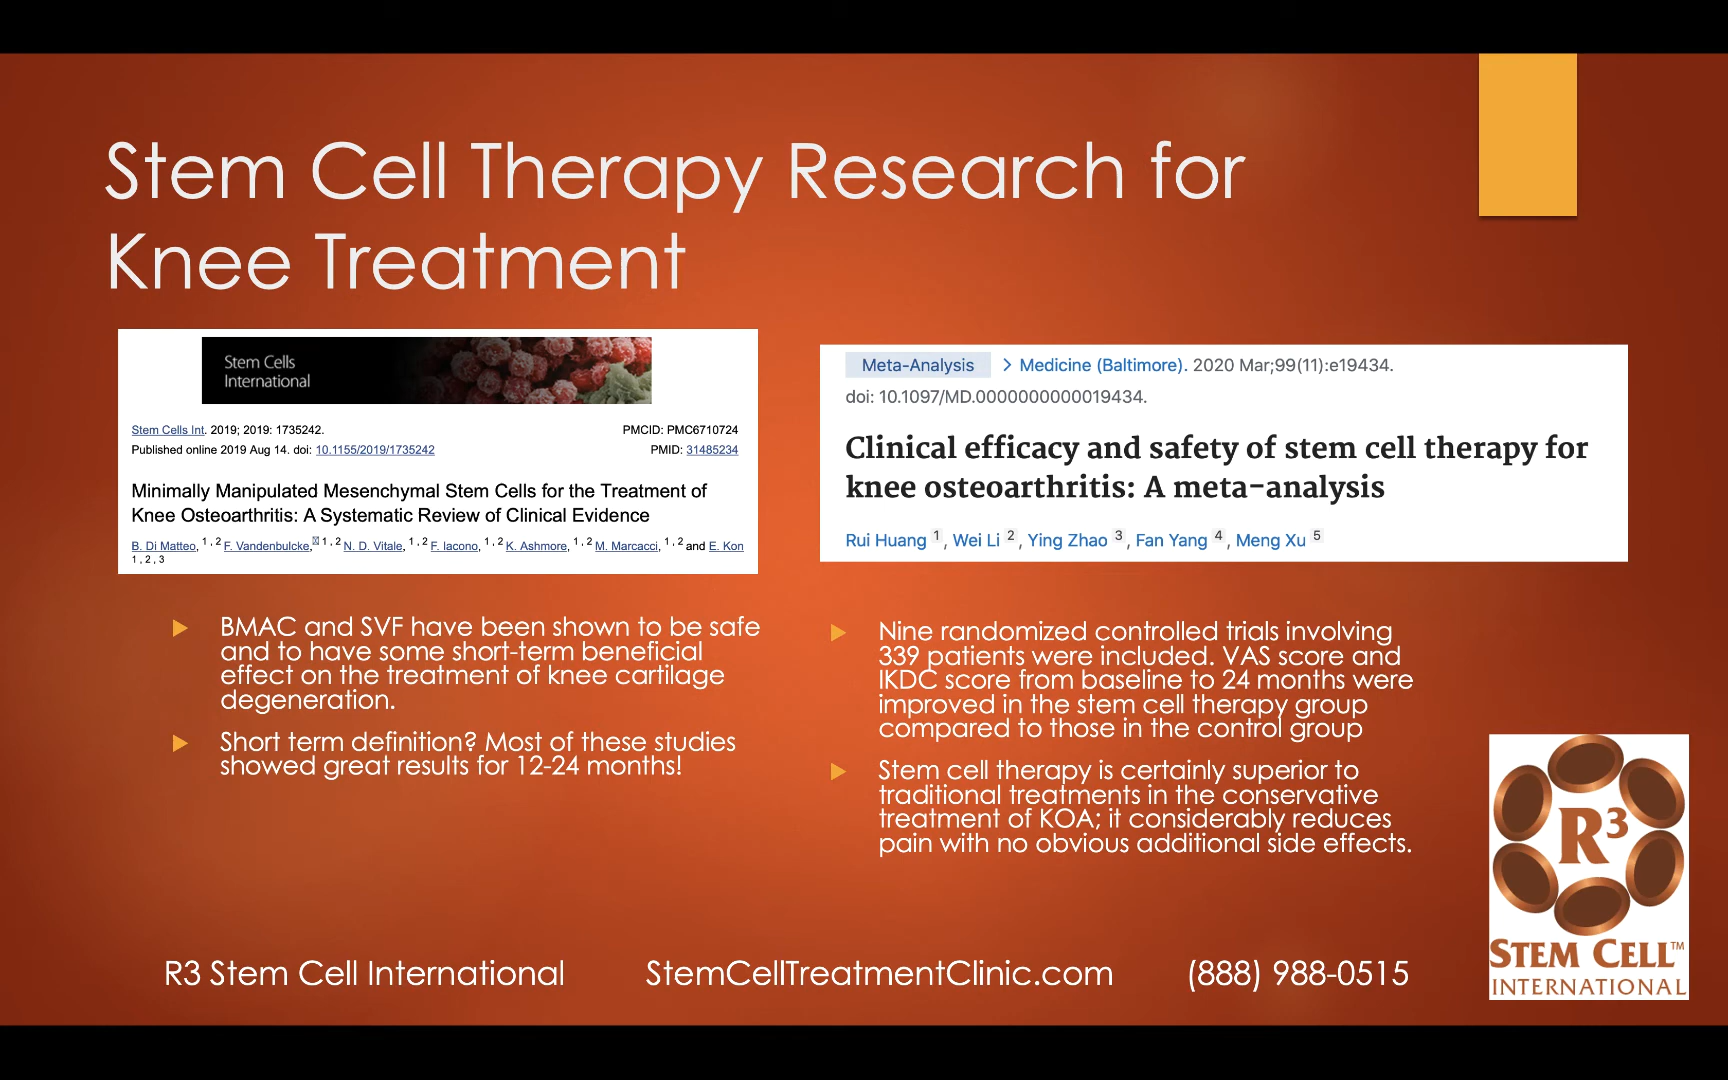 Stem Cell Therapy Research for
Knee Treatment
Stem Cells
International
Stem Cells Int. 2019; 2019: 1735242.
PMCID: PMC6710724
Published online 2019 Aug 14. doi: 10.1155/2019/1735242
PMID: 31485234
Minimally Manipulated Mesenchymal Stem Cells for the Treatment of
Knee Osteoarthritis: A Systematic Review of Clinical Evidence
B. Di Matteo, 1 , 2 F. Vandenbulcke, 1 , 2 N. D. Vitale, 1 , 2 F. Iacono, 1 , 2 K. Ashmore, 1 , 2 M. Marcacci, 1 , 2 and E. Kon
1 , 2 , 3
BMAC and SVF have been shown to be safe
and to have some short-term beneficial
effect on the treatment of knee cartilage
degeneration.
Short term definition? Most of these studies
showed great results for 12-24 months!
Meta-Analysis > Medicine (Baltimore). 2020 Mar;99(11):e19434.
doi: 10.1097/MD.0000000000019434.
Clinical efficacy and safety of stem cell therapy for
knee osteoarthritis: A meta-analysis
Rui Huang 1, Wei Li 2, Ying Zhao 3, Fan Yang 4, Meng Xu 5
Nine randomized controlled trials involving
339 patients were included. VAS score and
IKDC score from baseline to 24 months were
improved in the stem cell therapy group
compared to those in the control group
Stem cell therapy is certainly superior to
traditional treatments in the conservative
treatment of KOA; it considerably reduces
pain with no obvious additional side effects.
R3 Stem Cell International
StemCellTreatmentClinic.com
(888) 988-0515
R³
STEM CELL™
INTERNATIONAL